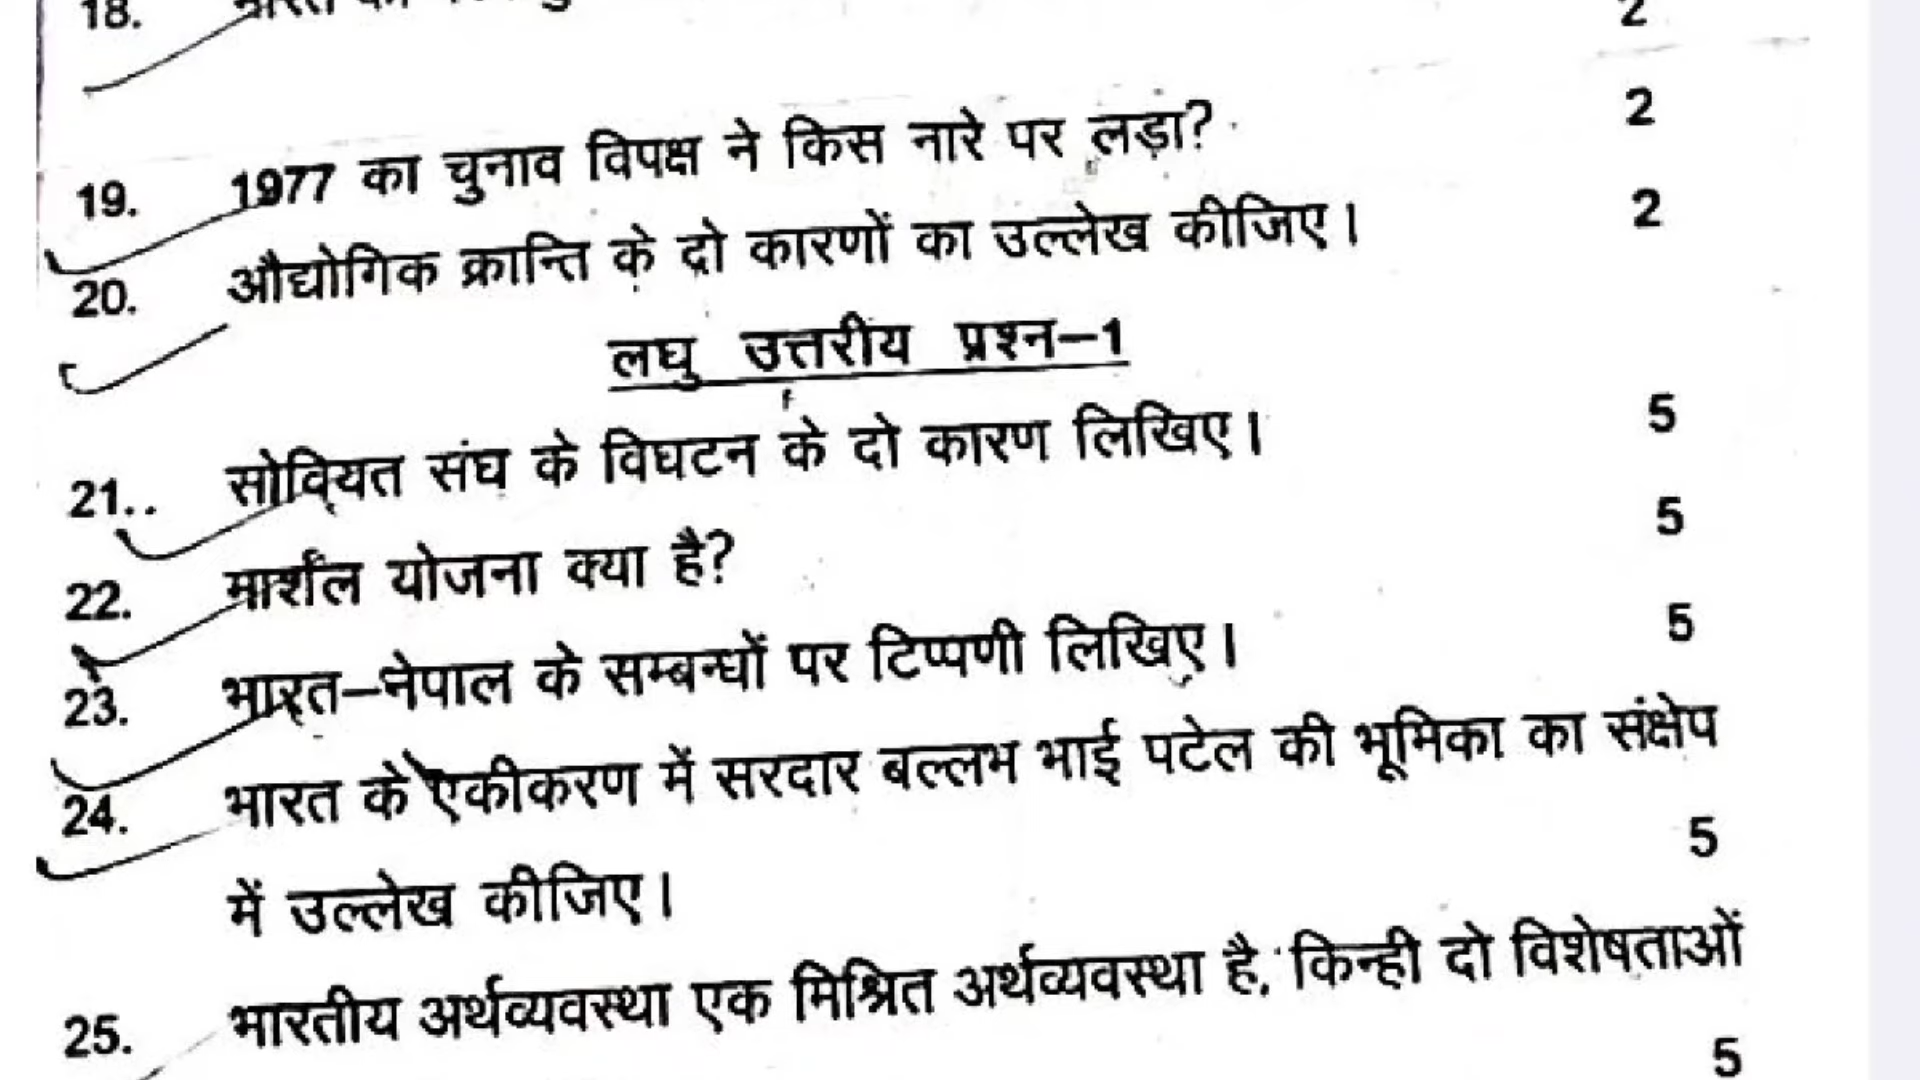 18.
2
19. 1977 का चुनाव विपक्ष ने किस नारे पर लड़ा? 2
20. औद्योगिक क्रान्ति के दो कारणों का उल्लेख कीजिए। 2
लघु उत्तरीय प्रश्न–1
21.. सोवियत संघ के विघटन के दो कारण लिखिए। 5
22. मार्शल योजना क्या है? 5
23. भारत–नेपाल के सम्बन्धों पर टिप्पणी लिखिए। 5
24. भारत के एकीकरण में सरदार बल्लभ भाई पटेल की भूमिका का संक्षेप
में उल्लेख कीजिए। 5
25. भारतीय अर्थव्यवस्था एक मिश्रित अर्थव्यवस्था है, किन्ही दो विशेषताओं
5